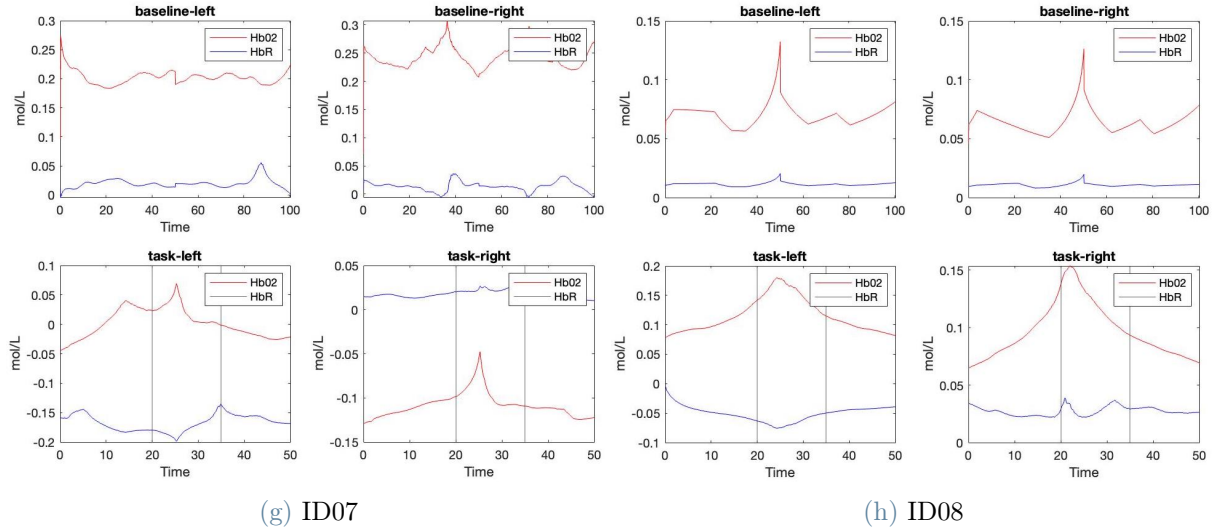 baseline-left
0.3
0.25
0.2
0.15
0.1
0.05
0
mol/L
Hb02
HbR
0 20 40 60 80 100
Time
baseline-right
0.3
0.25
0.2
0.15
0.1
0.05
0
mol/L
Hb02
HbR
0 20 40 60 80 100
Time
task-left
0.1
0.05
0
-0.05
-0.1
-0.15
-0.2
mol/L
Hb02
HbR
0 10 20 30 40 50
Time
task-right
0.05
0
-0.05
-0.1
-0.15
mol/L
Hb02
HbR
0 10 20 30 40 50
Time
(g) ID07
baseline-left
0.15
0.1
0.05
0
mol/L
Hb02
HbR
0 20 40 60 80 100
Time
baseline-right
0.15
0.1
0.05
0
mol/L
Hb02
HbR
0 20 40 60 80 100
Time
task-left
0.2
0.15
0.1
0.05
0
-0.05
-0.1
mol/L
Hb02
HbR
0 10 20 30 40 50
Time
task-right
0.15
0.1
0.05
0
mol/L
Hb02
HbR
0 10 20 30 40 50
Time
(h) ID08